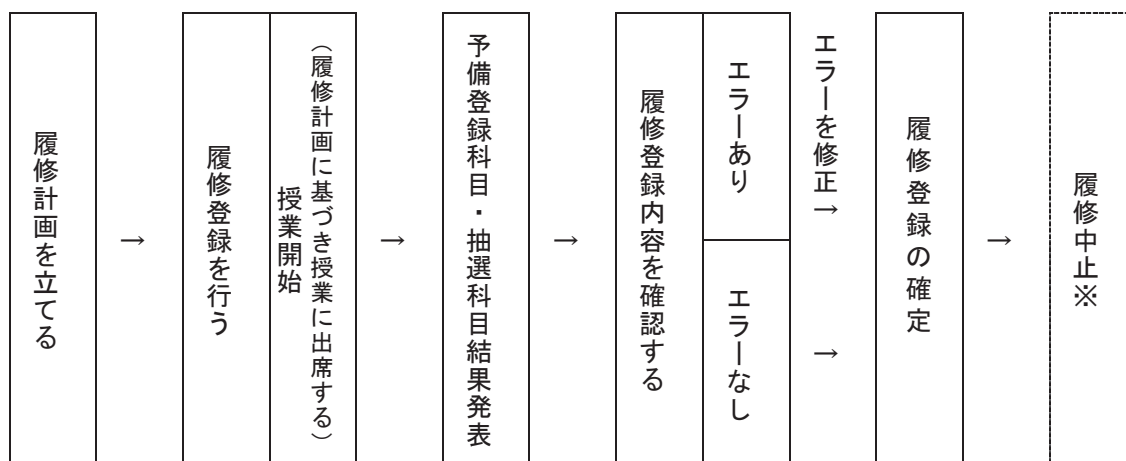 履修計画を立てる
→
履修登録を行う
授業開始
（履修計画に基づき授業に出席する）
→
予備登録科目・抽選科目結果発表
→
履修登録内容を確認する
エラーあり
エラーを修正→
エラーなし
→
履修登録の確定
→
履修中止※